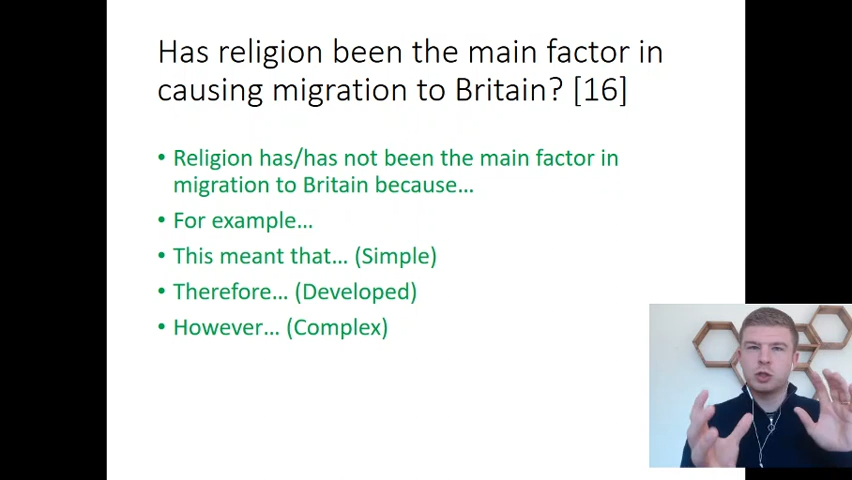 Has religion been the main factor in
causing migration to Britain? [16]
• Religion has/has not been the main factor in
migration to Britain because…
• For example…
• This meant that… (Simple)
• Therefore… (Developed)
• However… (Complex)